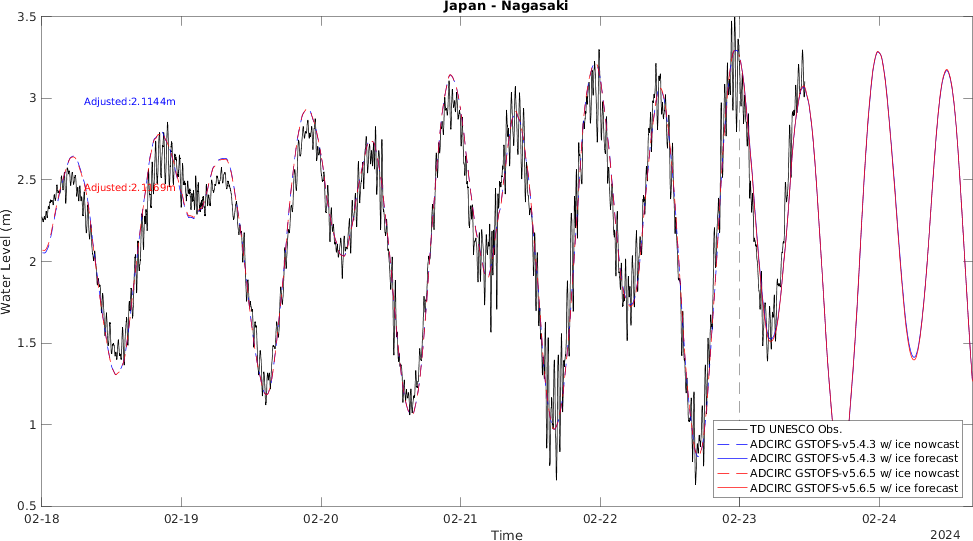 Japan - Nagasaki
3.5
3
2.5
2
1.5
1
0.5
Water Level (m)
Adjusted:2.1144m
Adjusted:2.1169m
TD UNESCO Obs.
ADCIRC GSTOFS-v5.4.3 w/ ice nowcast
ADCIRC GSTOFS-v5.4.3 w/ ice forecast
ADCIRC GSTOFS-v5.6.5 w/ ice nowcast
ADCIRC GSTOFS-v5.6.5 w/ ice forecast
02-18 02-19 02-20 02-21 02-22 02-23 02-24
Time
2024